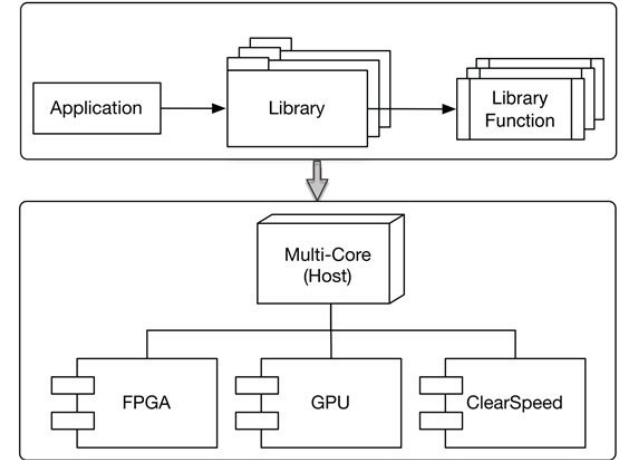 Application
Library
Library
Function
Multi-Core
(Host)
FPGA
GPU
ClearSpeed